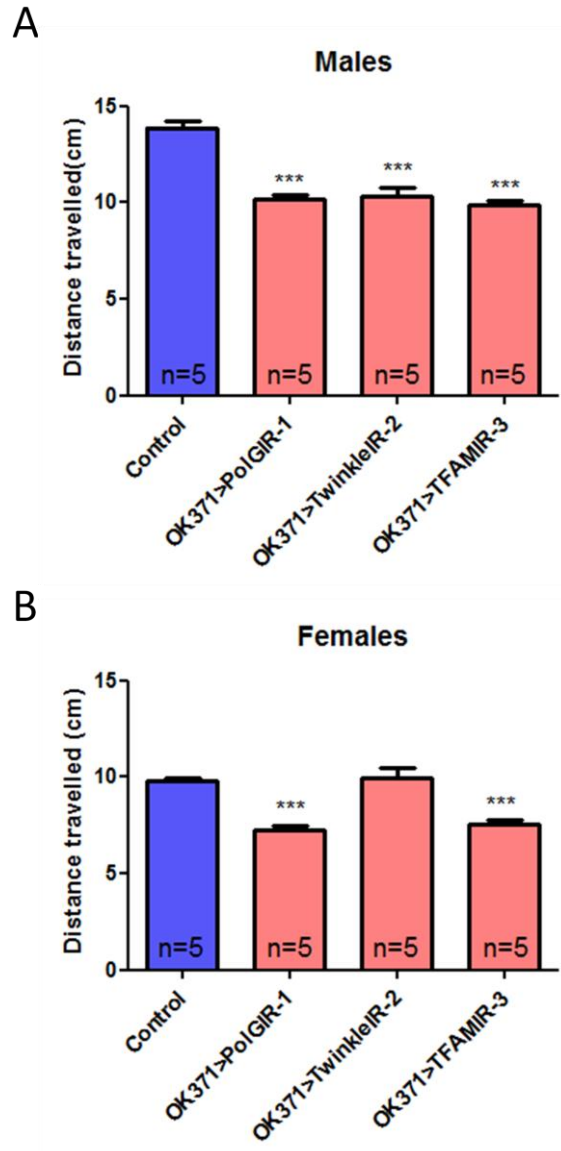 A
Males
Distance travelled(cm)
15
10
5
0
***
***
***
n=5
n=5
n=5
n=5
Control
OK371>PolGIR-1
OK371>TwinkleIR-2
OK371>TFAMIR-3
B
Females
Distance travelled (cm)
15
10
5
0
***
***
n=5
n=5
n=5
n=5
Control
OK371>PolGIR-1
OK371>TwinkleIR-2
OK371>TFAMIR-3